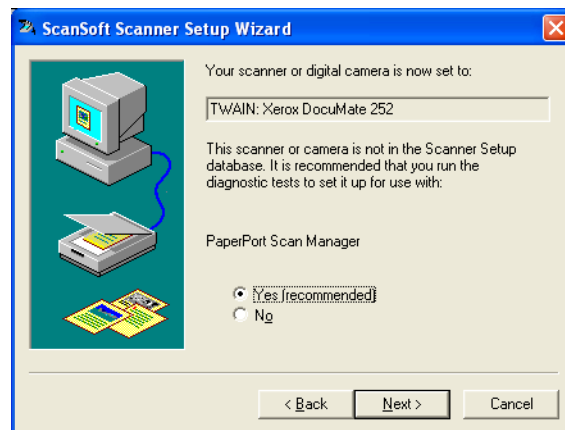 ScanSoft Scanner Setup Wizard
Your scanner or digital camera is now set to:
TWAIN: Xerox DocuMate 252
This scanner or camera is not in the Scanner Setup
database. It is recommended that you run the
diagnostic tests to set it up for use with:
PaperPort Scan Manager
Yes (recommended)
No
< Back
Next >
Cancel